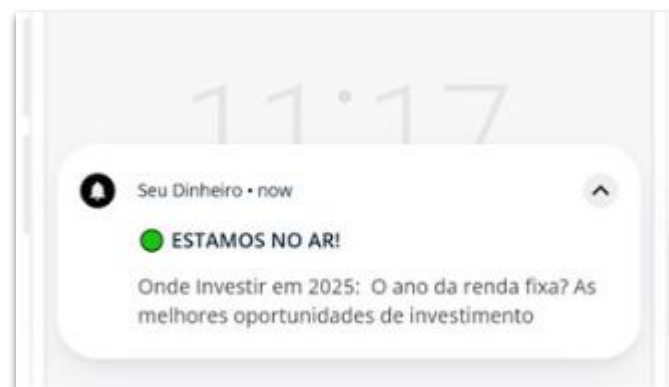 11:17
Seu Dinheiro • now
ESTAMOS NO AR!
Onde Investir em 2025: O ano da renda fixa? As
melhores oportunidades de investimento